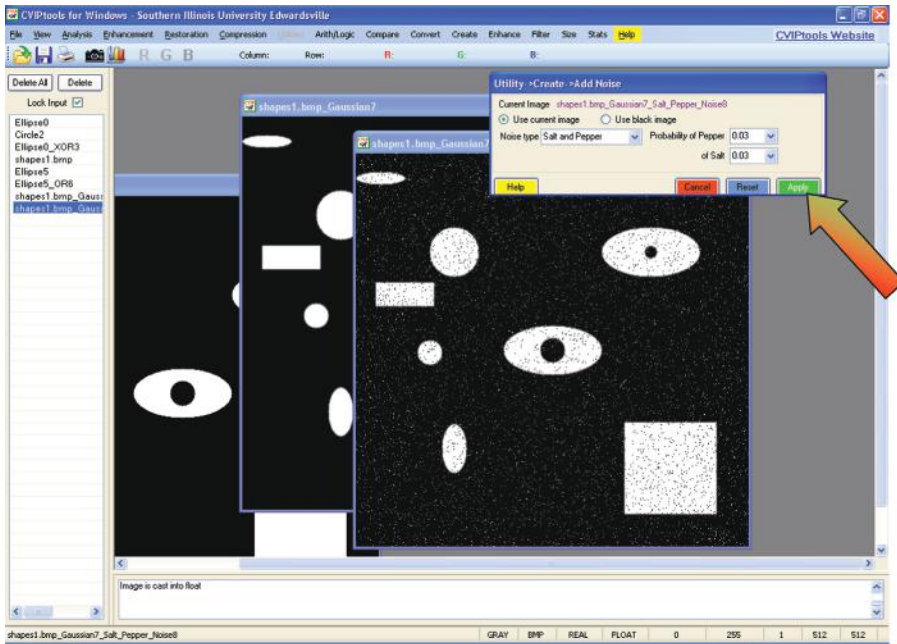 CVIPtools for Windows - Southern Illinois University Edwardsville
File View Analysis Enhancement Restoration Compression Utilities Arith/Logic Compare Convert Create Enhance Filter Size Stats Help CVIPtools Website
R G B Column: Row: R: G: B:
Delete All Delete
Lock Input
Ellipse0
Circle2
Ellipse0_XOR3
shapes1.bmp
Ellipse5
Ellipse5_OR6
shapes1.bmp_Gauss
shapes1.bmp_Gauss
shapes1.bmp_Gaussian7
shapes1.bmp_Gaussian7
Utility->Create->Add Noise
Current Image shapes1.bmp_Gaussian7_Salt_Pepper_Noise8
Use current image Use black image
Noise type Salt and Pepper Probability of Pepper 0.03
of Salt 0.03
Help Cancel Reset Apply
Image is cast into float
shapes1.bmp_Gaussian7_Salt_Pepper_Noise8 GRAY BMP REAL FLOAT 0 255 1 512 512